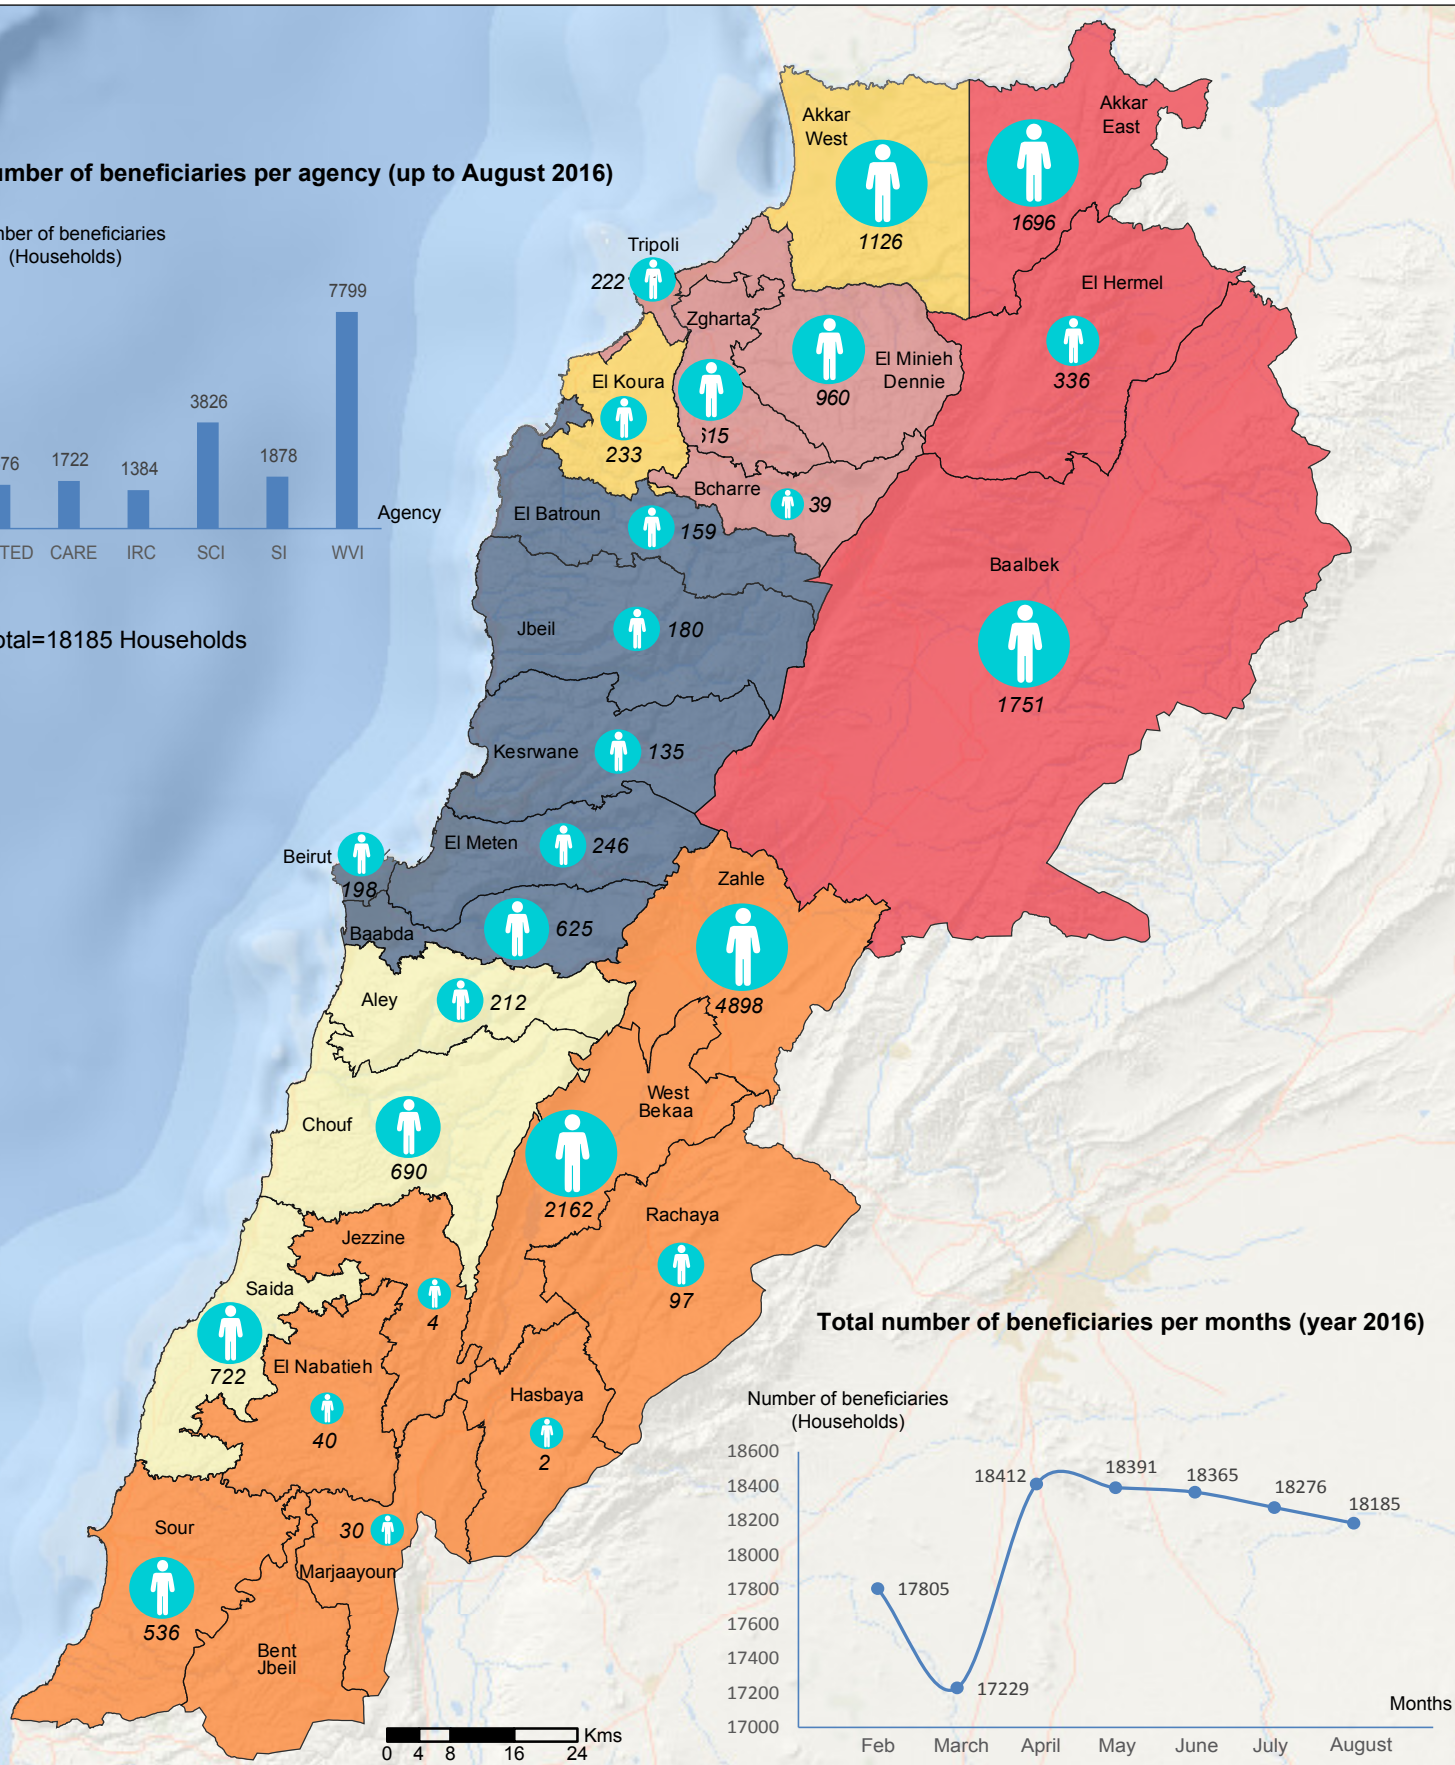 umber of beneficiaries per agency (up to August 2016)
ber of beneficiaries
(Households)
7799
3826
1878
1722
1384
76
Agency
TED CARE IRC SCI SI WVI
otal=18185 Households
Akkar
West
1126
Akkar
East
1696
Tripoli
222
Zgharta
615
El Minieh
Dennie
960
El Hermel
336
El Koura
233
Bcharre
39
El Batroun
159
Baalbek
1751
Jbeil
180
Kesrwane
135
El Meten
246
Beirut
198
Baabda
625
Zahle
4898
Aley
212
West
Bekaa
2162
Chouf
690
Rachaya
97
Jezzine
4
Saida
722
El Nabatieh
40
Hasbaya
2
Sour
536
30
Marjaayoun
Bent
Jbeil
0 4 8 16 24
Kms
Total number of beneficiaries per months (year 2016)
Number of beneficiaries
(Households)
18600
18400
18200
18000
17800
17600
17400
17200
17000
17805
17229
18412
18391
18365
18276
18185
Months
Feb March April May June July August